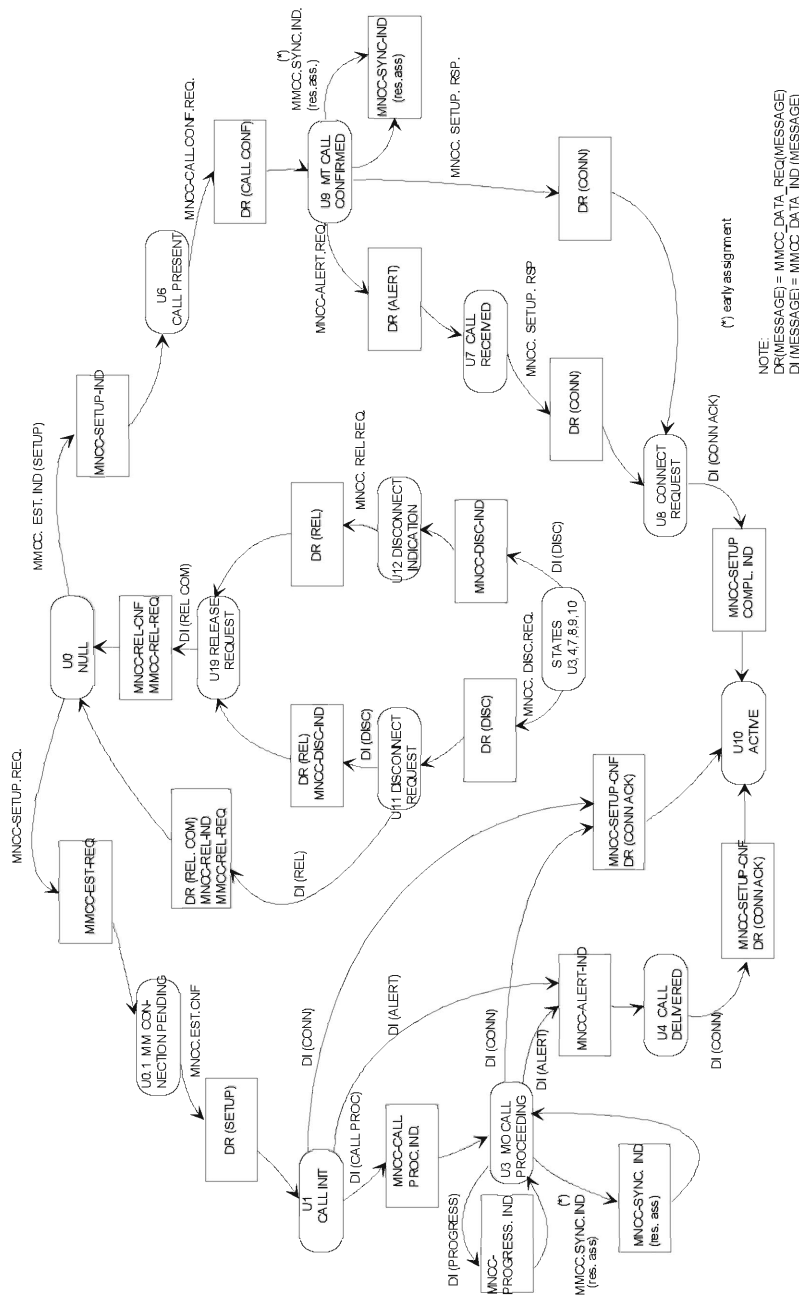 MNCC-SETUP.REQ.
MMCC-EST-REQ
U0.1 MM CON-
NECTION PENDING
MNCC.EST.CNF
DR (SETUP)
U1
CALL INIT
DI (CALL PROC)
MNCC-CALL
PROC. IND.
DI (CONN)
DI (ALERT)
U3 MO CALL
PROCEEDING
DI (PROGRESS)
MNCC-
PROGRESS. IND
MMCC.SYNC.IND
(res. ass)
(*)
MNCC-SYNC. IND
(res. ass)
DI (CONN)
DI (ALERT)
MNCC-ALERT-IND
U4 CALL
DELIVERED
DI (CONN)
MNCC-SETUP-CNF
DR (CONN ACK)
MNCC-SETUP-CNF
DR (CONN ACK)
U10
ACTIVE
U0
NULL
MNCC-REL-CNF
MMCC-REL-REQ
DI (REL COM)
U19 RELEASE
REQUEST
DR (REL. COM)
MNCC-REL-IND
MMCC-REL-REQ
DI (REL)
DR (REL)
MNCC-DISC-IND
DI (DISC)
U11 DISCONNECT
REQUEST
DR (DISC)
MNCC. DISC.REQ.
STATES
U3,4,7,8,9,10
DI (DISC)
MNCC-DISC-IND
U12 DISCONNECT
INDICATION
MNCC. REL.REQ.
DR (REL)
MMCC. EST. IND (SETUP)
MNCC-SETUP-IND
U6
CALL PRESENT
MNCC-CALL.CONF.REQ.
DR (CALL CONF)
U9 MT CALL
CONFIRMED
(*)
MMCC.SYNC.IND.
(res.ass.)
MNCC-SYNC-IND
(res.ass)
MNCC-ALERT.REQ.
DR (ALERT)
U7 CALL
RECEIVED
MNCC. SETUP. RSP
DR (CONN)
MNCC. SETUP. RSP.
DR (CONN)
U8 CONNECT
REQUEST
DI (CONN ACK)
MNCC-SETUP
COMPL. IND
(*) early assignment
NOTE:
DR(MESSAGE) = MMCC_DATA_REQ(MESSAGE)
DI (MESSAGE) = MMCC_DATA_IND (MESSAGE)